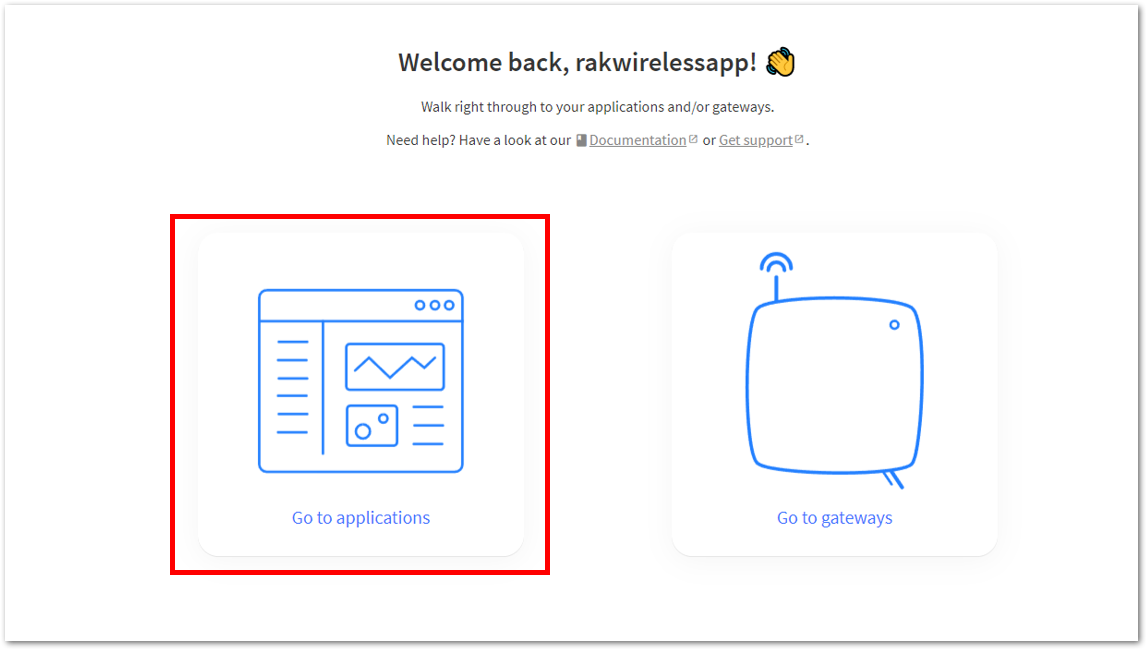 Welcome back, rakwirelessapp! 👋
Walk right through to your applications and/or gateways.
Need help? Have a look at our Documentation or Get support.
Go to applications
Go to gateways